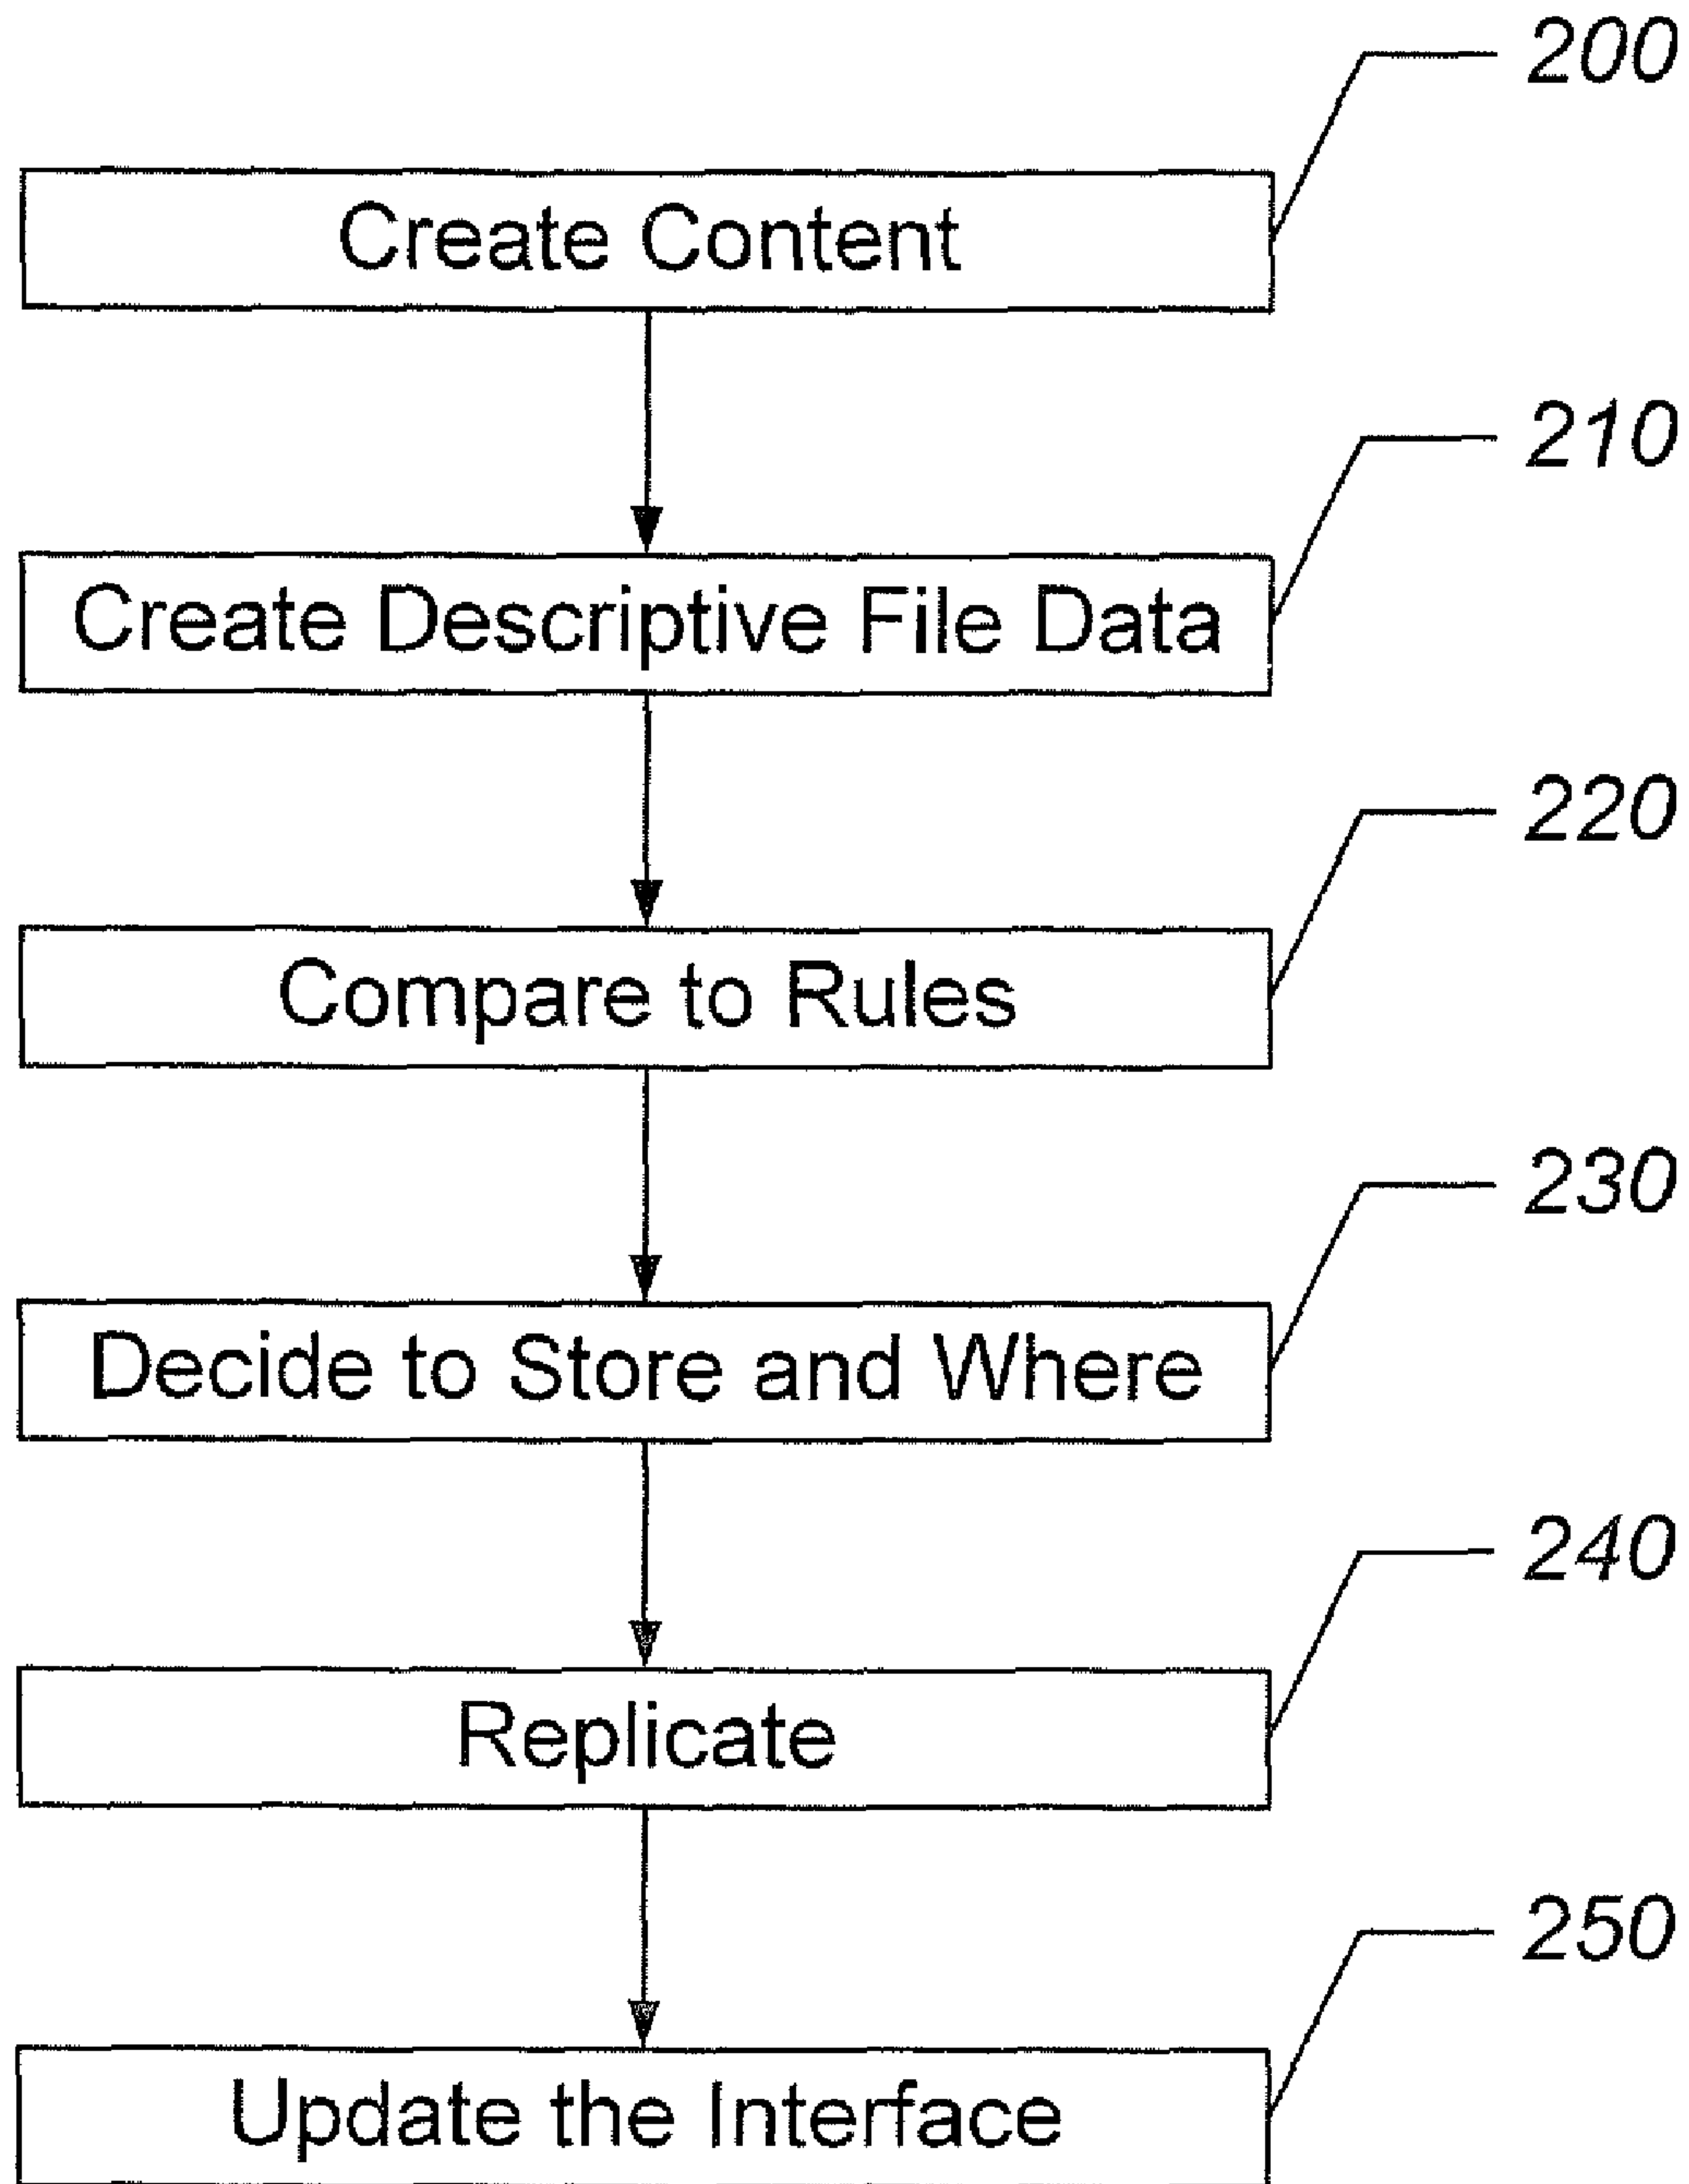 200
Create Content
210
Create Descriptive File Data
220
Compare to Rules
230
Decide to Store and Where
240
Replicate
250
Update the Interface